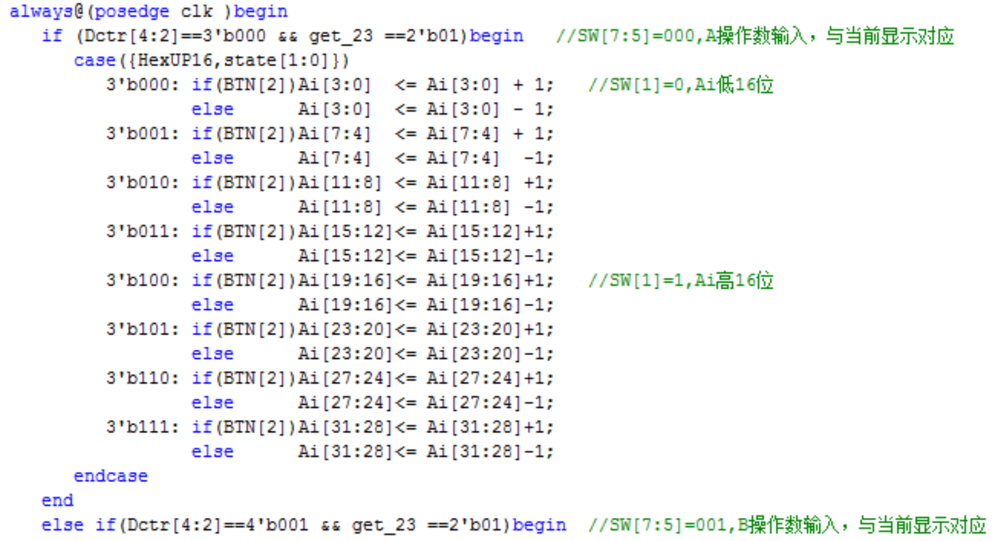 always@(posedge clk )begin
if (Dctr[4:2]==3'b000 && get_23 ==2'b01)begin //SW[7:5]=000,A操作数输入，与当前显示对应
case({HexUP16,state[1:0]})
3'b000: if(BTN[2])Ai[3:0] <= Ai[3:0] + 1; //SW[1]=0,Ai低16位
else Ai[3:0] <= Ai[3:0] - 1;
3'b001: if(BTN[2])Ai[7:4] <= Ai[7:4] + 1;
else Ai[7:4] <= Ai[7:4] -1;
3'b010: if(BTN[2])Ai[11:8] <= Ai[11:8] +1;
else Ai[11:8] <= Ai[11:8] -1;
3'b011: if(BTN[2])Ai[15:12]<= Ai[15:12]+1;
else Ai[15:12]<= Ai[15:12]-1;
3'b100: if(BTN[2])Ai[19:16]<= Ai[19:16]+1; //SW[1]=1,Ai高16位
else Ai[19:16]<= Ai[19:16]-1;
3'b101: if(BTN[2])Ai[23:20]<= Ai[23:20]+1;
else Ai[23:20]<= Ai[23:20]-1;
3'b110: if(BTN[2])Ai[27:24]<= Ai[27:24]+1;
else Ai[27:24]<= Ai[27:24]-1;
3'b111: if(BTN[2])Ai[31:28]<= Ai[31:28]+1;
else Ai[31:28]<= Ai[31:28]-1;
endcase
end
else if(Dctr[4:2]==4'b001 && get_23 ==2'b01)begin //SW[7:5]=001,B操作数输入，与当前显示对应